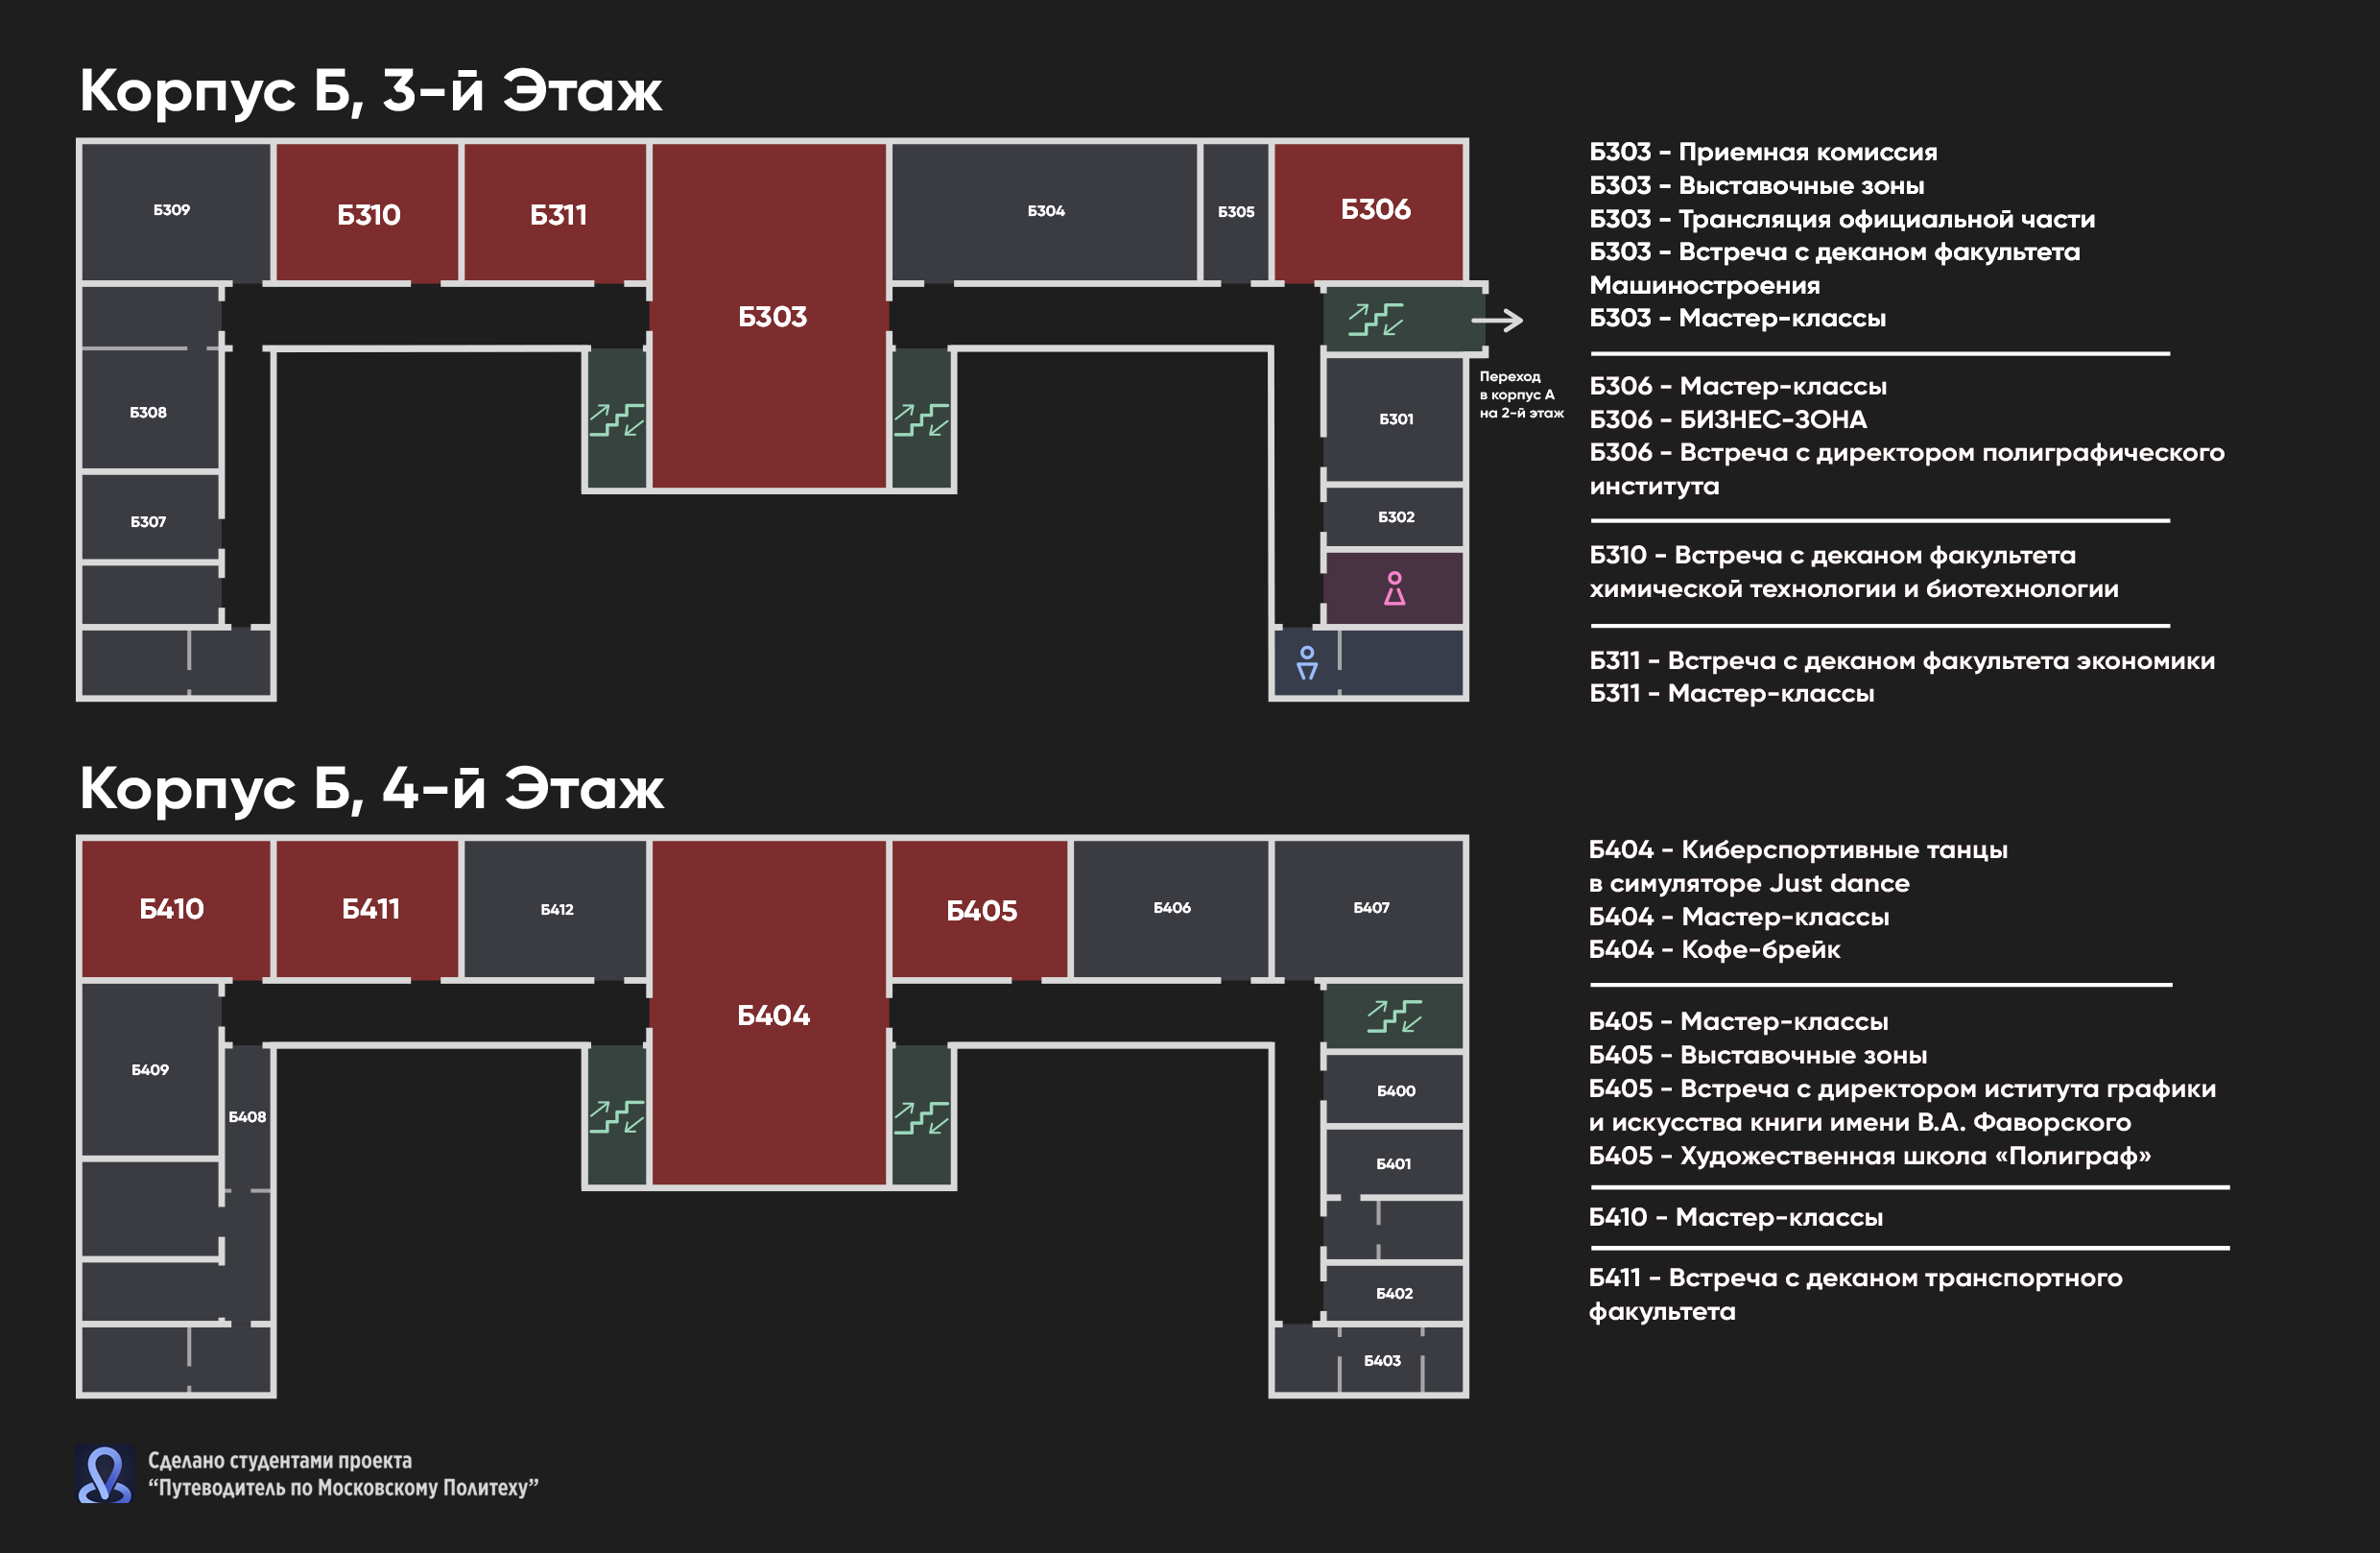 Корпус Б, 3-й Этаж
Б309
Б310
Б311
Б303
Б304
Б305
Б306
Б308
Б307
Б301
Б302
Переход
в корпус А
на 2-й этаж
Б303 - Приемная комиссия
Б303 - Выставочные зоны
Б303 - Трансляция официальной части
Б303 - Встреча с деканом факультета
Машиностроения
Б303 - Мастер-классы
Б306 - Мастер-классы
Б306 - БИЗНЕС-ЗОНА
Б306 - Встреча с директором полиграфического
института
Б310 - Встреча с деканом факультета
химической технологии и биотехнологии
Б311 - Встреча с деканом факультета экономики
Б311 - Мастер-классы
Корпус Б, 4-й Этаж
Б410
Б411
Б412
Б404
Б405
Б406
Б407
Б409
Б408
Б400
Б401
Б402
Б403
Б404 - Киберспортивные танцы
в симуляторе Just dance
Б404 - Мастер-классы
Б404 - Кофе-брейк
Б405 - Мастер-классы
Б405 - Выставочные зоны
Б405 - Встреча с директором иститута графики
и искусства книги имени В.А. Фаворского
Б405 - Художественная школа «Полиграф»
Б410 - Мастер-классы
Б411 - Встреча с деканом транспортного
факультета
Сделано студентами проекта
“Путеводитель по Московскому Политеху”